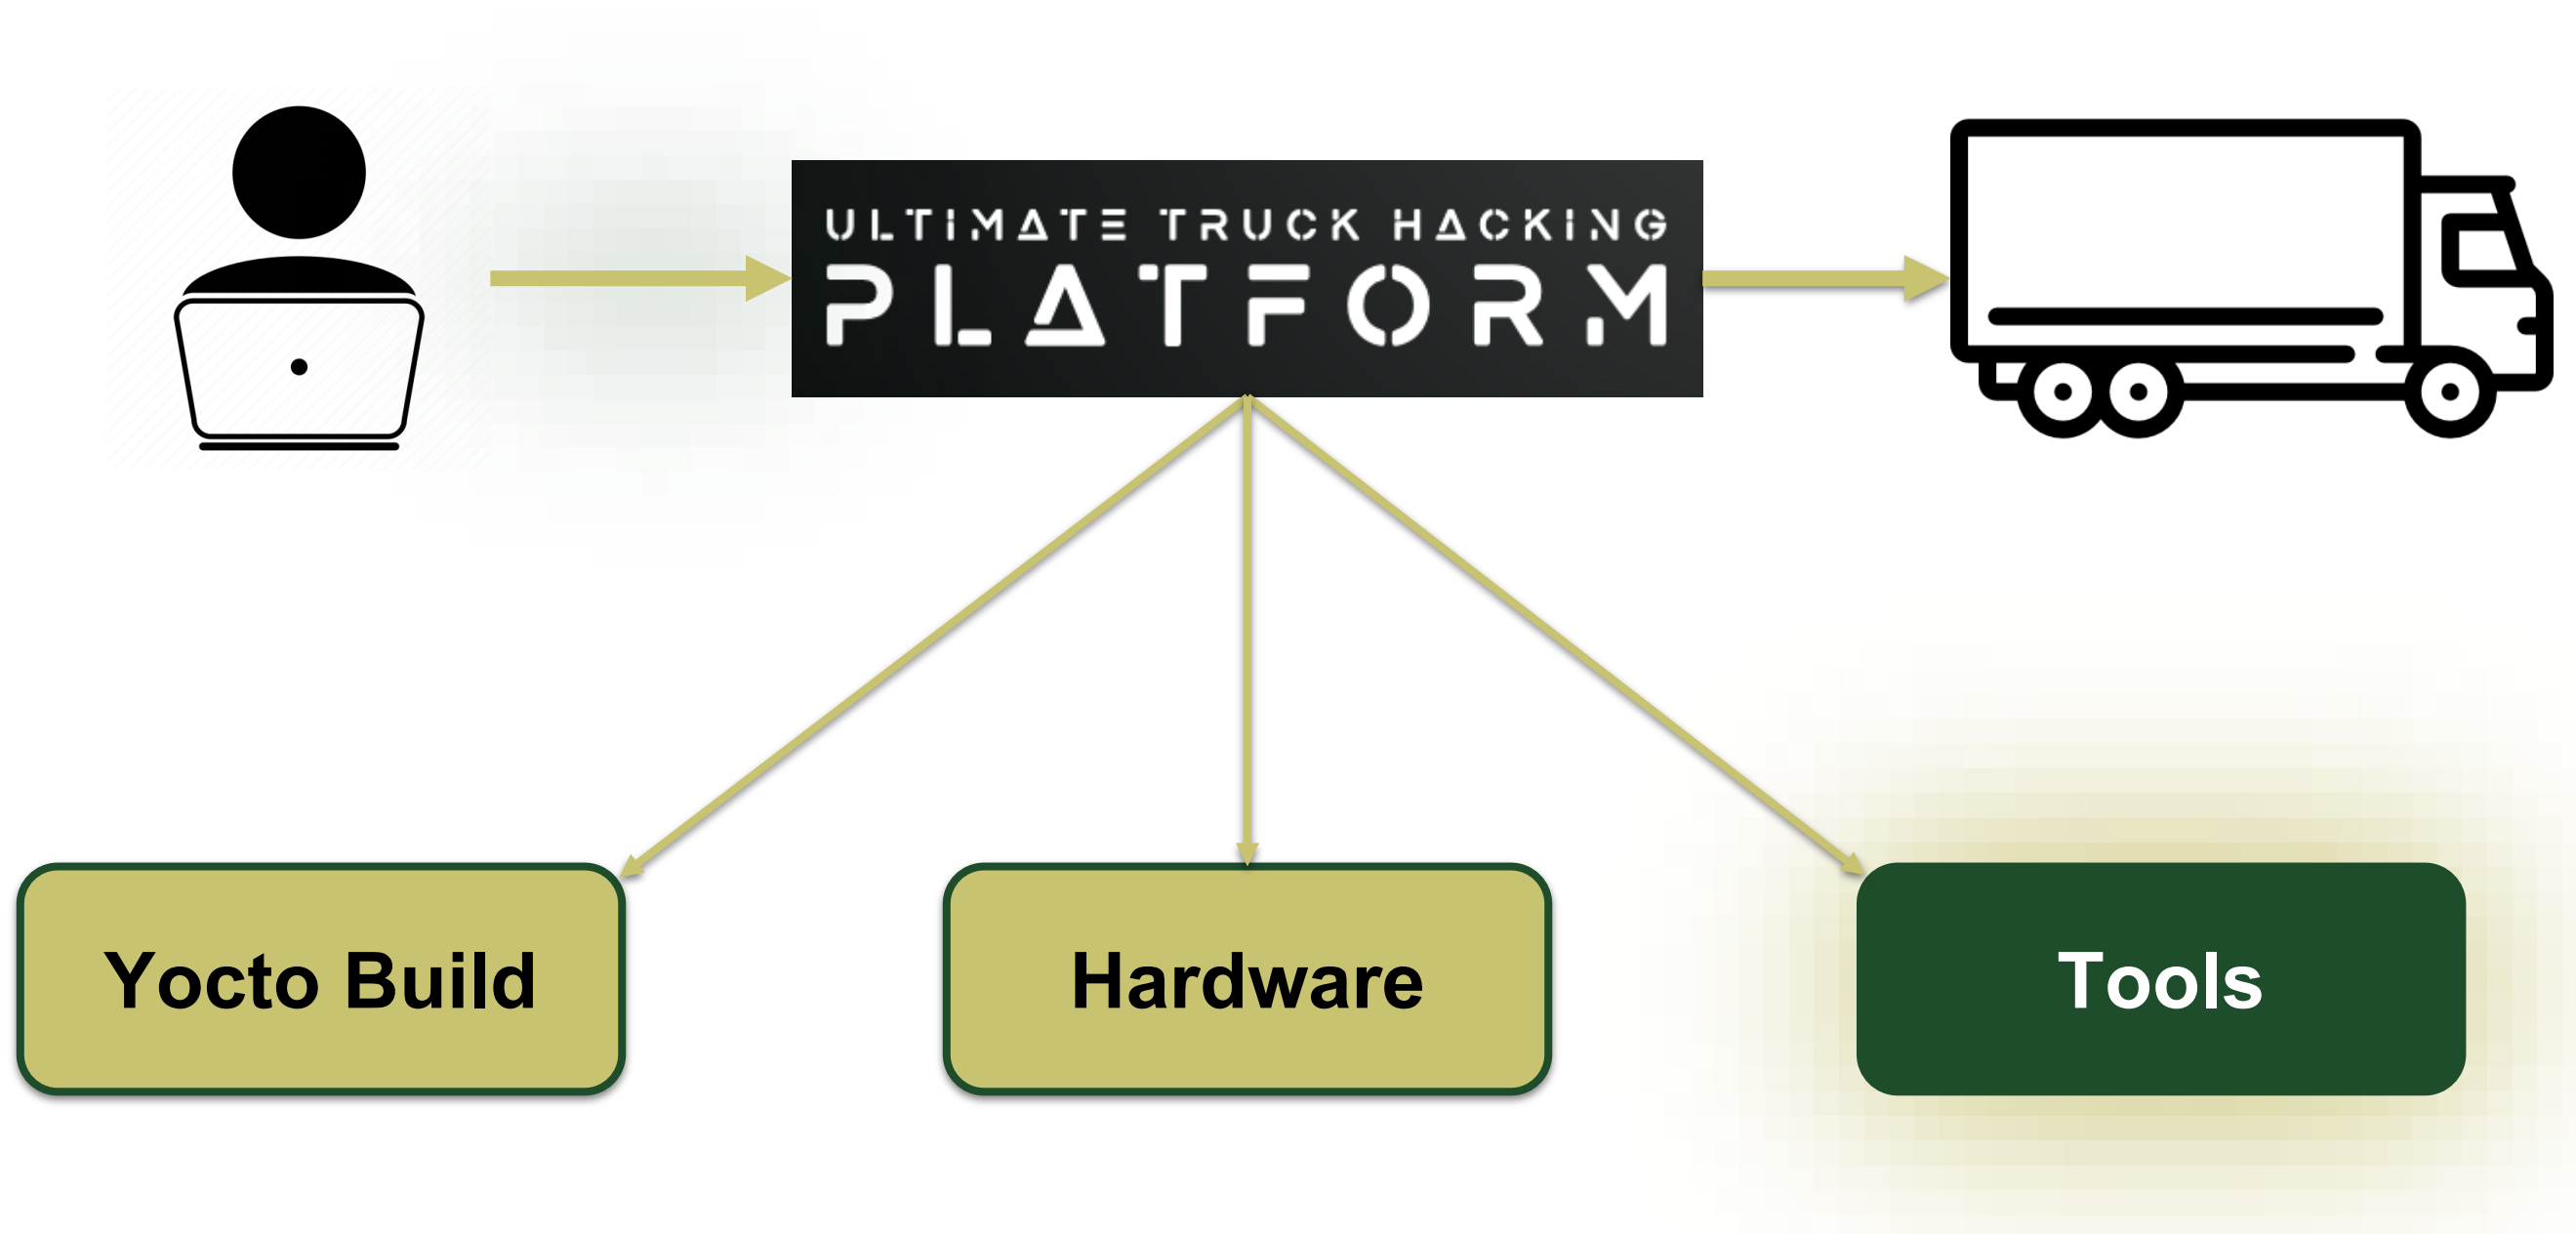 ULTIMATE TRUCK HACKING
PLATFORM
Yocto Build
Hardware
Tools